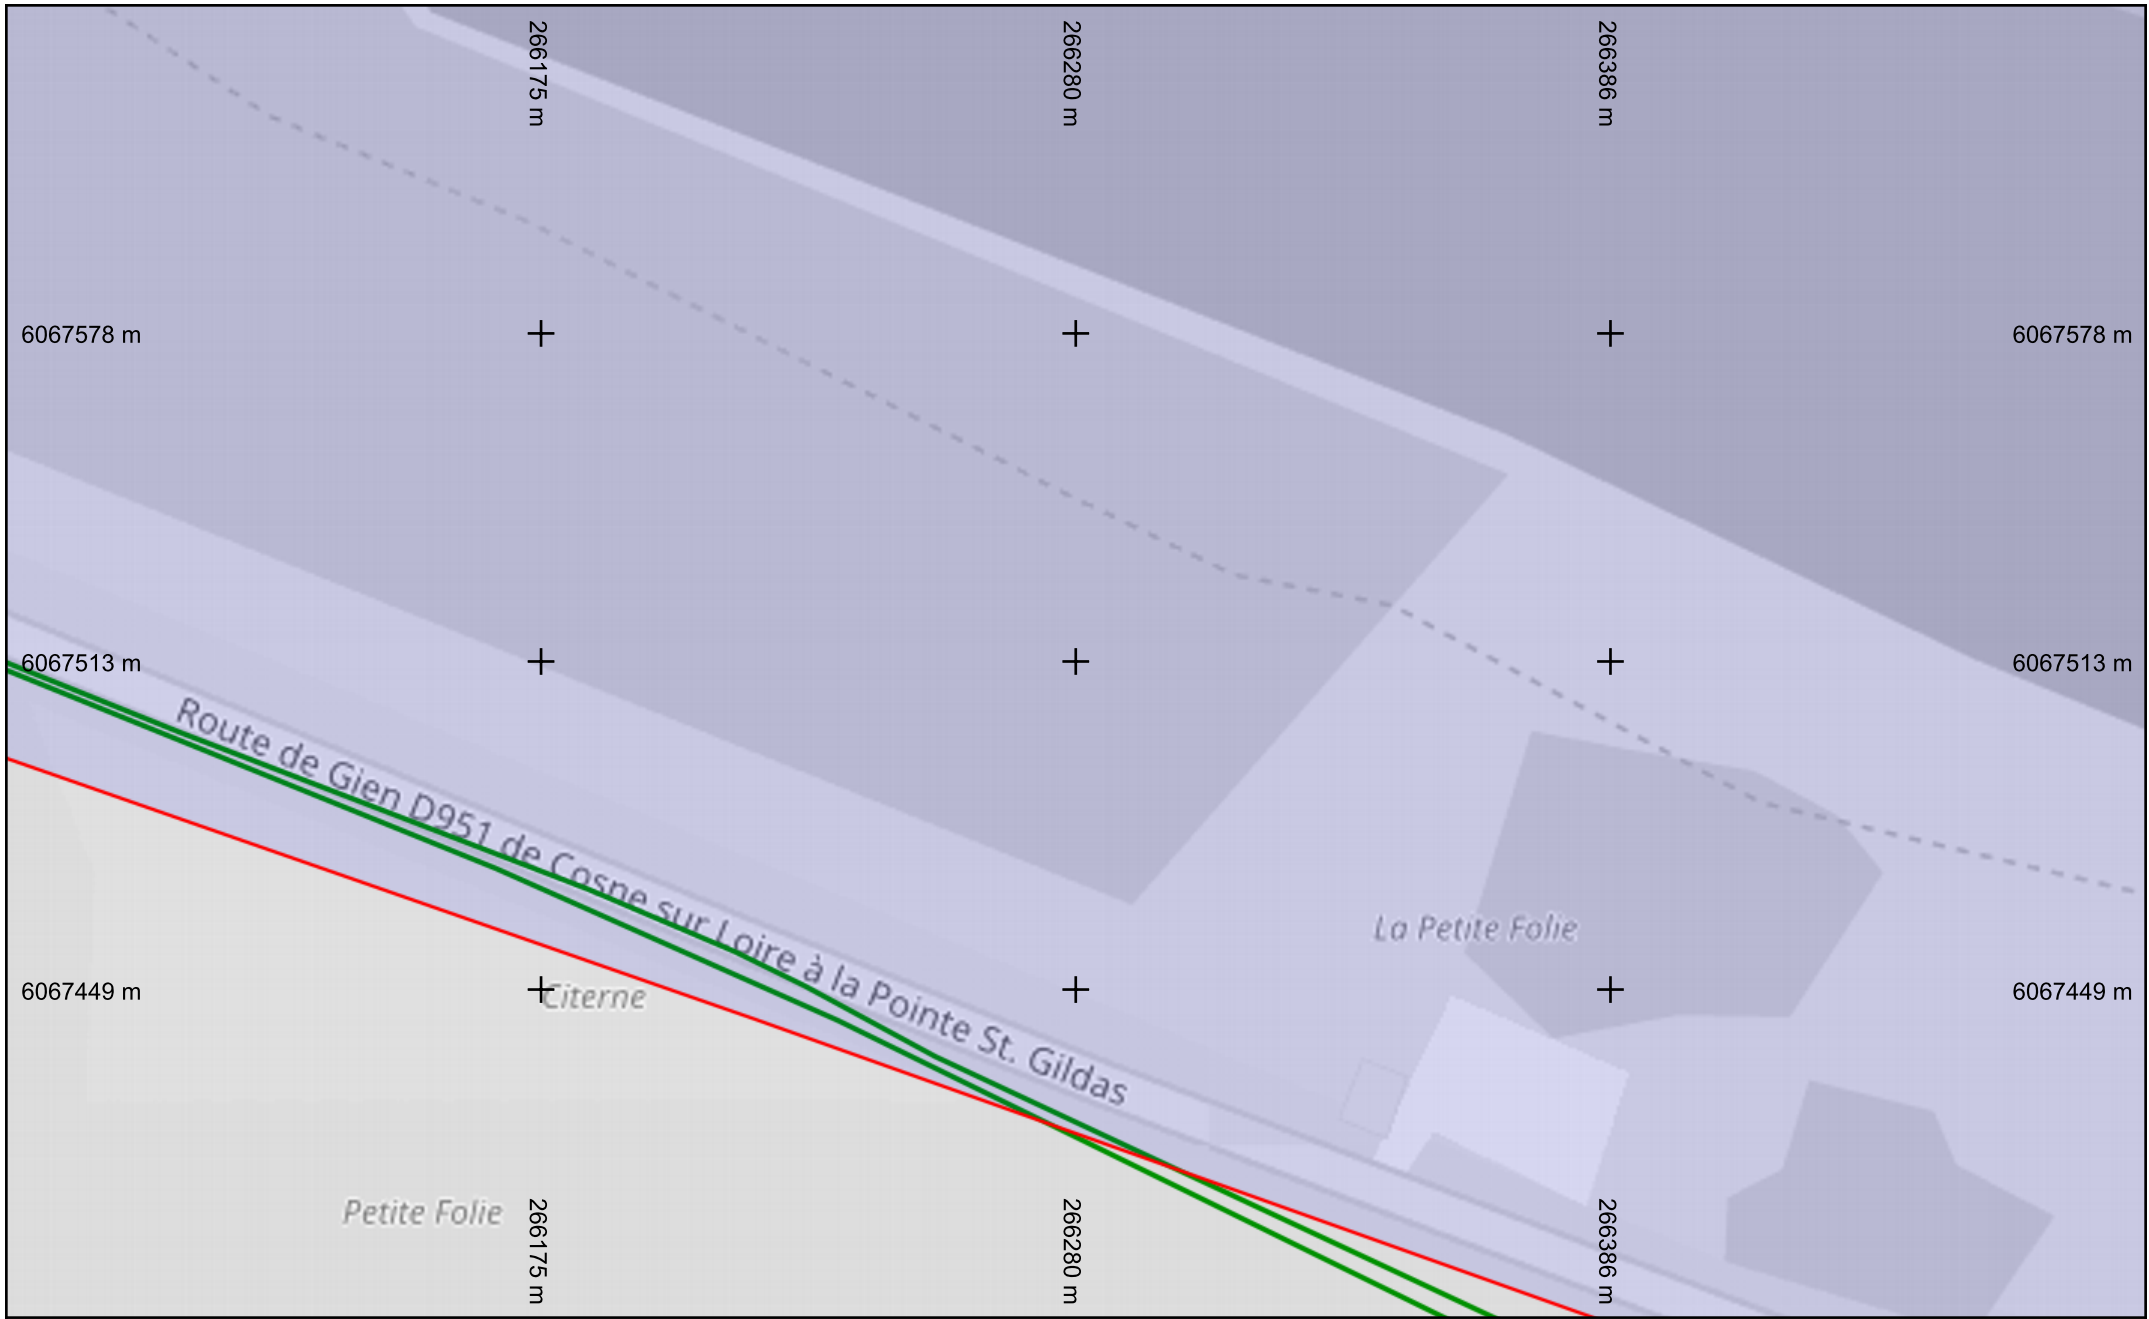 266175 m
266280 m
266386 m
6067578 m
6067578 m
6067513 m
6067513 m
Route de Gien D951 de Cosne sur Loire à la Pointe St. Gildas
La Petite Folie
6067449 m
Citerne
6067449 m
Petite Folie
266175 m
266280 m
266386 m